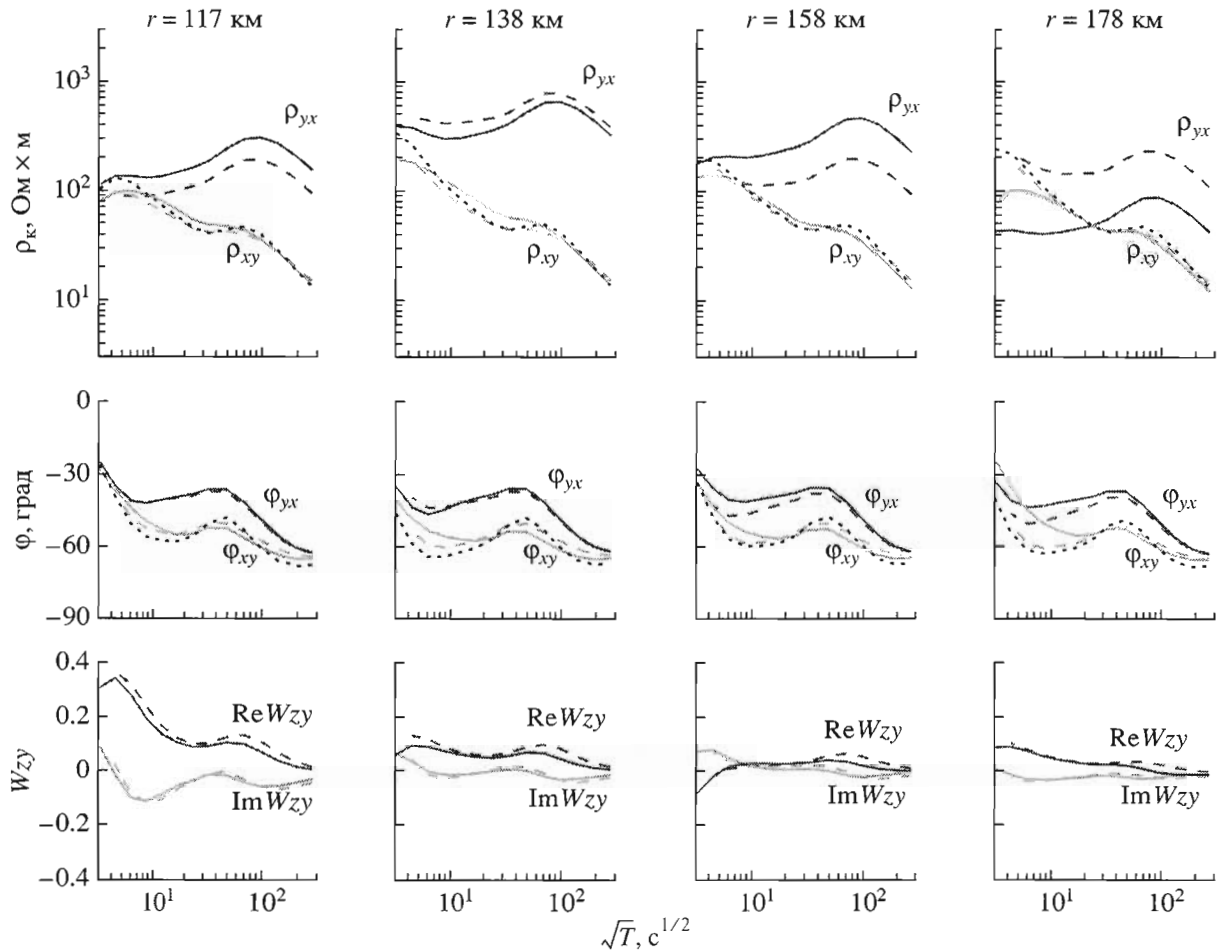 r = 117 км r = 138 км r = 158 км r = 178 км
10³
10²
10¹
ρк, Ом × м
ρyx
ρxy
ρyx
ρxy
ρyx
ρxy
ρyx
ρxy
0
−30
−60
−90
φ, град
φyx
φxy
φyx
φxy
φyx
φxy
φyx
φxy
0.4
0.2
0
−0.2
−0.4
Wzy
ReWzy
ImWzy
ReWzy
ImWzy
ReWzy
ImWzy
ReWzy
ImWzy
10¹ 10² 10¹ 10² 10¹ 10² 10¹ 10²
√T, с^1/2